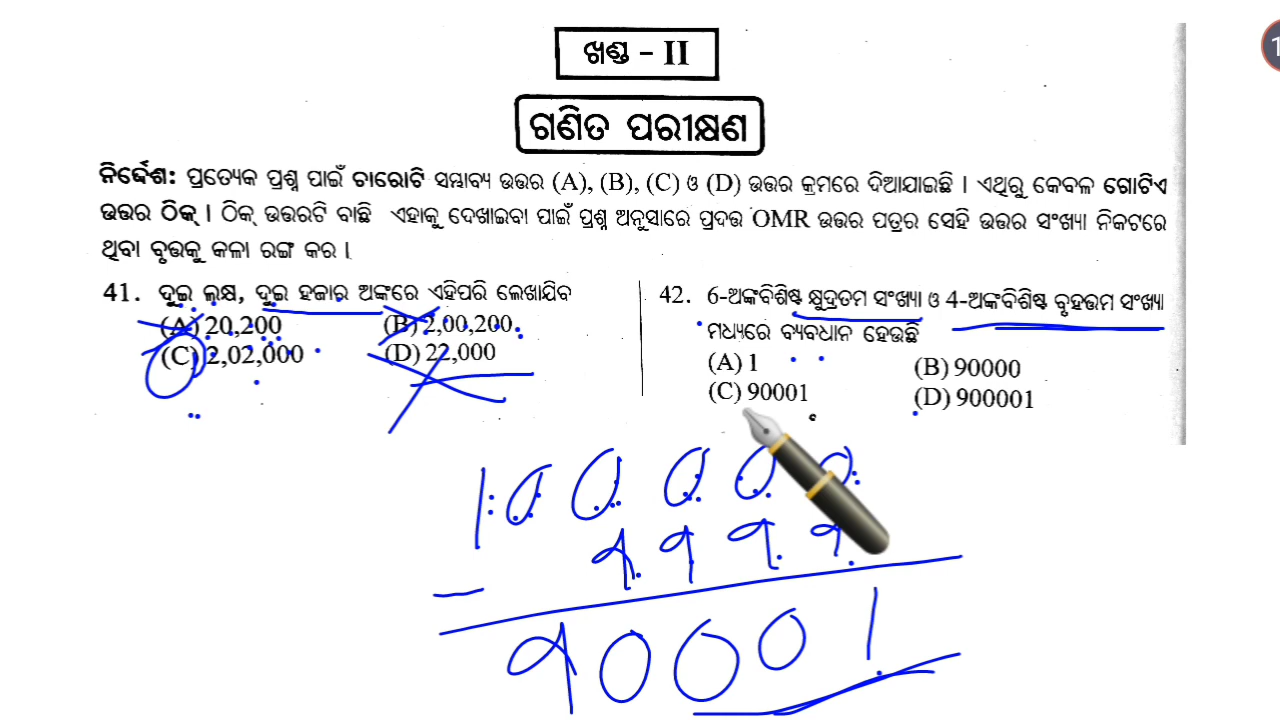 ଖଣ୍ଡ – II
ଗଣିତ ପରୀକ୍ଷଣ
ନିର୍ଦ୍ଦେଶ: ପ୍ରତ୍ୟେକ ପ୍ରଶ୍ନ ପାଇଁ ଚାରୋଟି ସମ୍ଭାବ୍ୟ ଉତ୍ତର (A), (B), (C) ଓ (D) ଉତ୍ତର କ୍ରମରେ ଦିଆଯାଇଛି । ଏଥିରୁ କେବଳ ଗୋଟିଏ
ଉତ୍ତର ଠିକ୍ । ଠିକ୍ ଉତ୍ତରଟି ବାଛି ଏହାକୁ ଦେଖାଇବା ପାଇଁ ପ୍ରଶ୍ନ ଅନୁସାରେ ପ୍ରଦତ୍ତ OMR ଉତ୍ତର ପତ୍ରର ସେହି ଉତ୍ତର ସଂଖ୍ୟା ନିକଟରେ
ଥିବା ବୃତ୍ତକୁ କଳା ରଙ୍ଗ କର ।
41. ଦୁଇ ଲକ୍ଷ, ଦୁଇ ହଜାର ଅଙ୍କରେ ଏହିପରି ଲେଖାଯିବ
(A) 20,200 (B) 2,00,200
(C) 2,02,000 (D) 22,000
42. 6-ଅଙ୍କବିଶିଷ୍ଟ କ୍ଷୁଦ୍ରତମ ସଂଖ୍ୟା ଓ 4-ଅଙ୍କବିଶିଷ୍ଟ ବୃହତ୍ତମ ସଂଖ୍ୟା
ମଧ୍ୟରେ ବ୍ୟବଧାନ ହେଉଛି
(A) 1 (B) 90000
(C) 90001 (D) 900001
100000
9999
–
90001
1